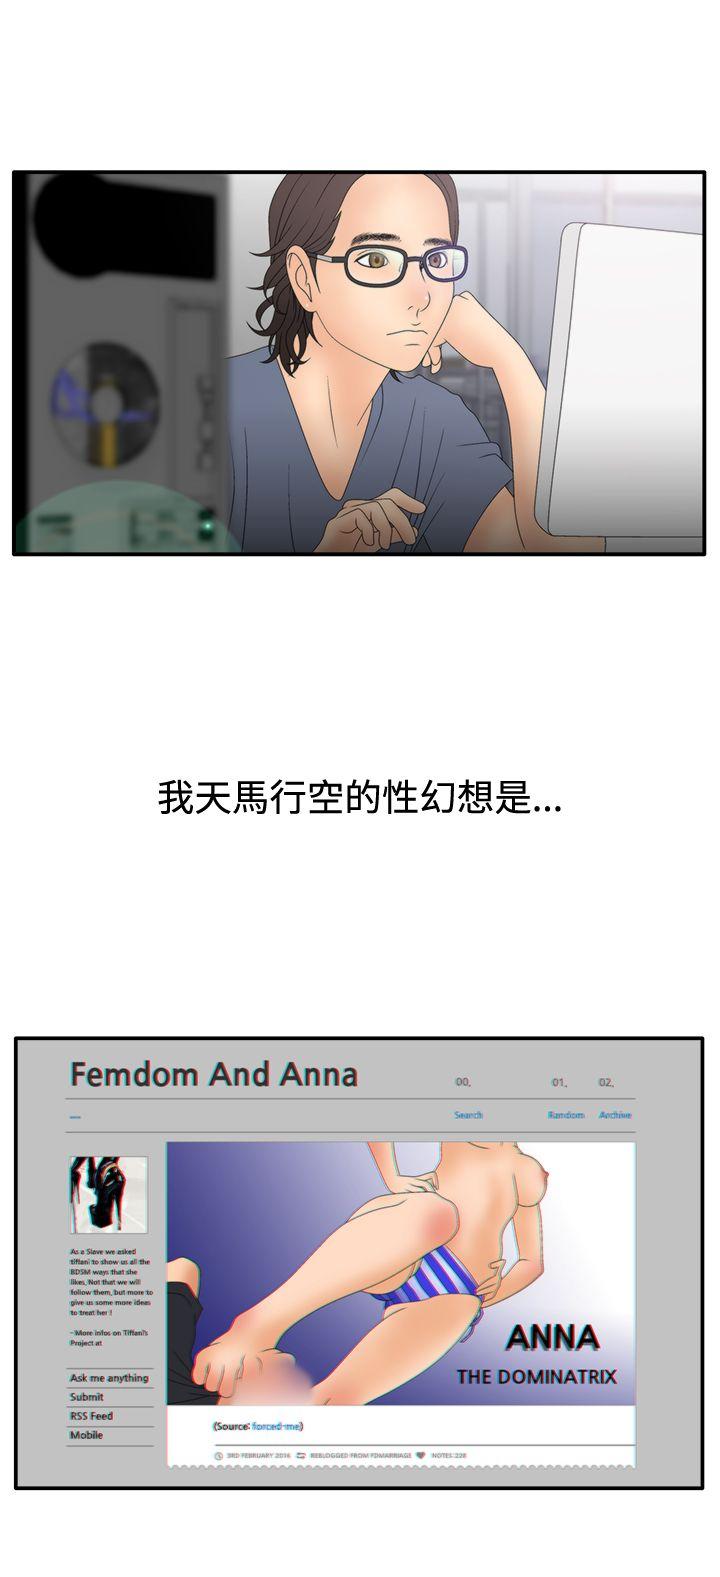 我天馬行空的性幻想是...
Femdom And Anna
00.
01.
02.
Search
Random
Archive
As a Slave we asked
tiffani to show us all the
BDSM ways that she
likes, Not that we will
follow them, but more to
give us some more ideas
to treat her !
- More infos on Tiffani's
Project at
Ask me anything
Submit
RSS Feed
Mobile
ANNA
THE DOMINATRIX
(Source: forced-me)
3RD FEBRUARY 2016
REBLOGGED FROM FDMARRIAGE
NOTES: 228